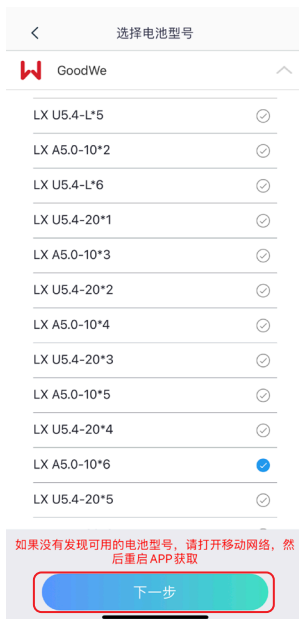 选择电池型号
GoodWe
LX U5.4-L*5
LX A5.0-10*2
LX U5.4-L*6
LX U5.4-20*1
LX A5.0-10*3
LX U5.4-20*2
LX A5.0-10*4
LX U5.4-20*3
LX A5.0-10*5
LX U5.4-20*4
LX A5.0-10*6
LX U5.4-20*5
如果没有发现可用的电池型号，请打开移动网络，然
后重启APP获取
下一步